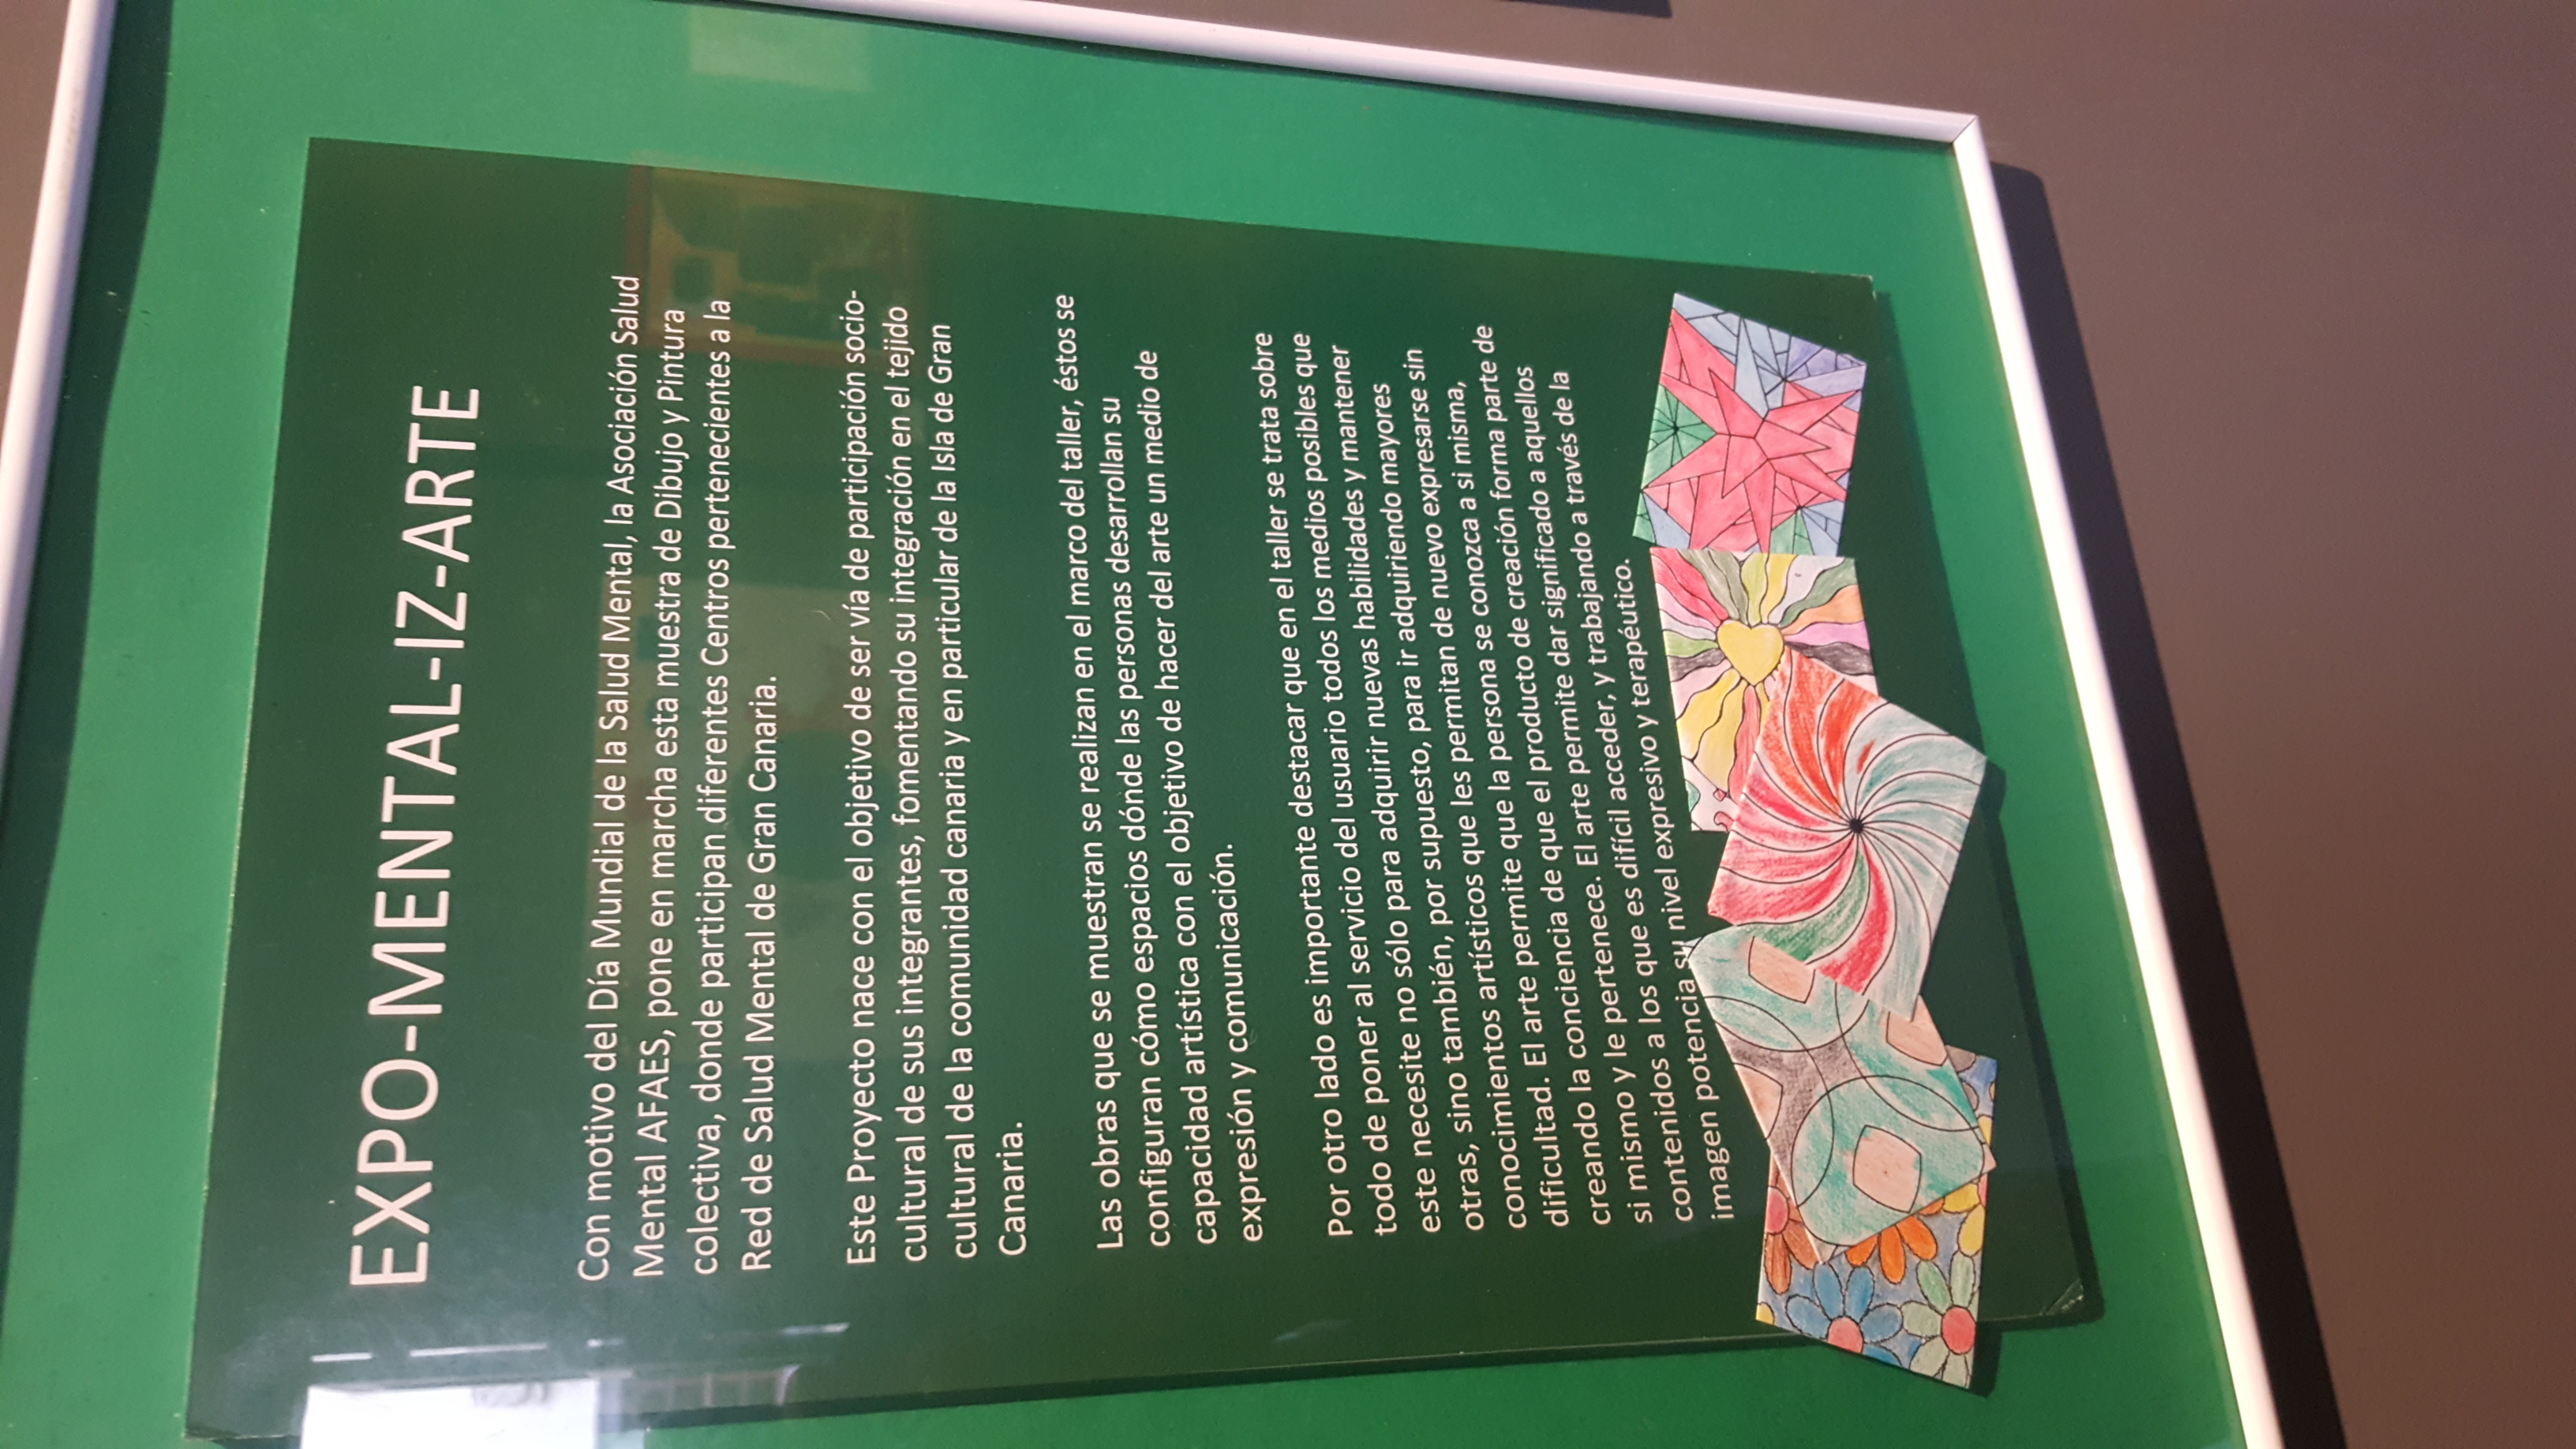 EXPO-MENTAL-IZ-ARTE
Con motivo del Día Mundial de la Salud Mental, la Asociación Salud
Mental AFAES, pone en marcha esta muestra de Dibujo y Pintura
colectiva, donde participan diferentes Centros pertenecientes a la
Red de Salud Mental de Gran Canaria.
Este Proyecto nace con el objetivo de ser vía de participación socio-
cultural de sus integrantes, fomentando su integración en el tejido
cultural de la comunidad canaria y en particular de la Isla de Gran
Canaria.
Las obras que se muestran se realizan en el marco del taller, éstos se
configuran cómo espacios dónde las personas desarrollan su
capacidad artística con el objetivo de hacer del arte un medio de
expresión y comunicación.
Por otro lado es importante destacar que en el taller se trata sobre
todo de poner al servicio del usuario todos los medios posibles que
este necesite no sólo para adquirir nuevas habilidades y mantener
otras, sino también, por supuesto, para ir adquiriendo mayores
conocimientos artísticos que les permitan de nuevo expresarse sin
dificultad. El arte permite que la persona se conozca a si misma,
creando la conciencia de que el producto de creación forma parte de
si mismo y le pertenece. El arte permite dar significado a aquellos
contenidos a los que es difícil acceder, y trabajando a través de la
imagen potencia su nivel expresivo y terapéutico.